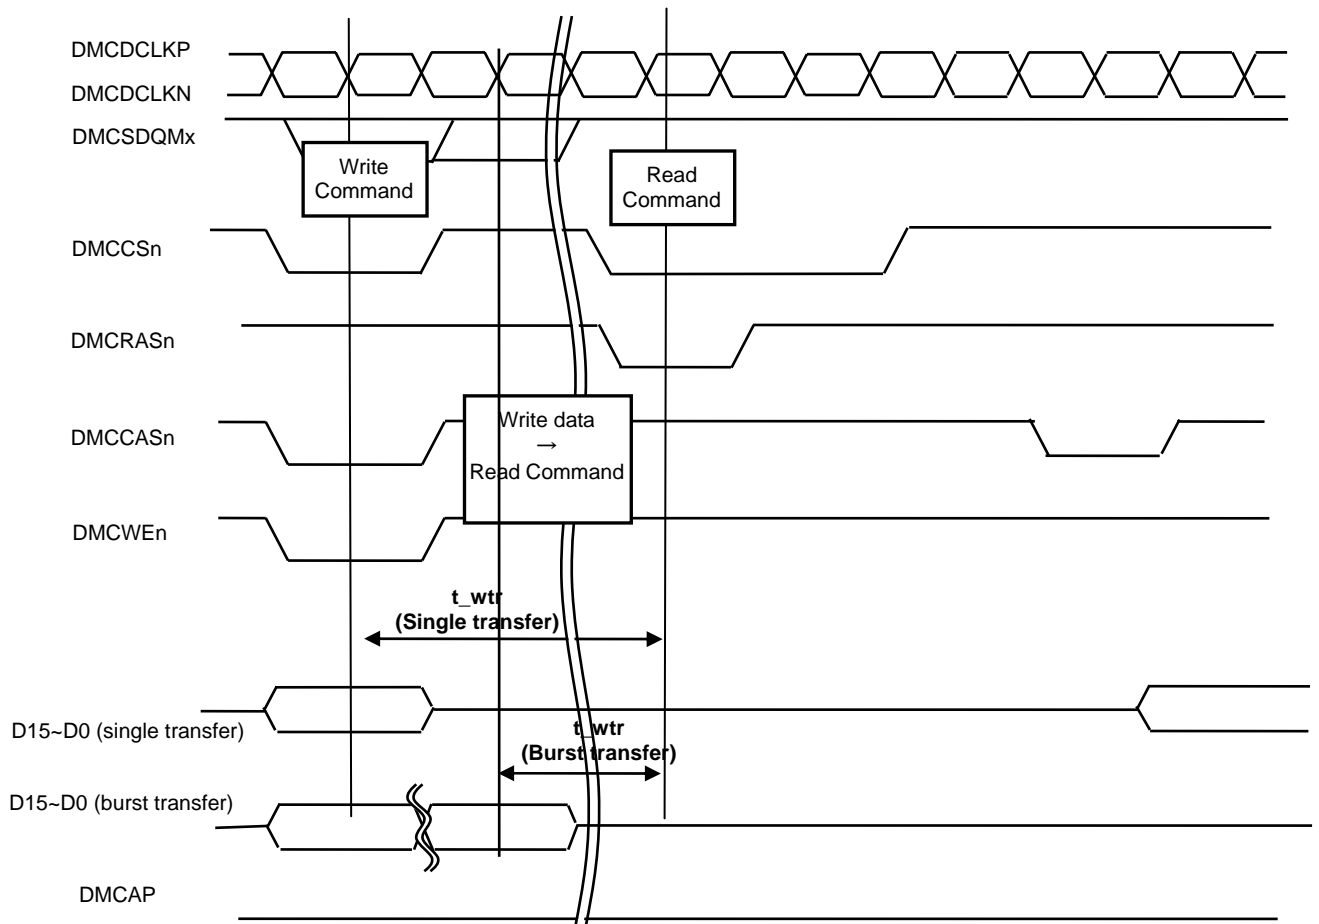 DMCDCLKP
DMCDCLKN
DMCSDQMx
Write
Command
Read
Command
DMCCSn
DMCRASn
DMCCASn
Write data
→
Read Command
DMCWEn
t_wtr
(Single transfer)
D15~D0 (single transfer)
t_wtr
(Burst transfer)
D15~D0 (burst transfer)
DMCAP